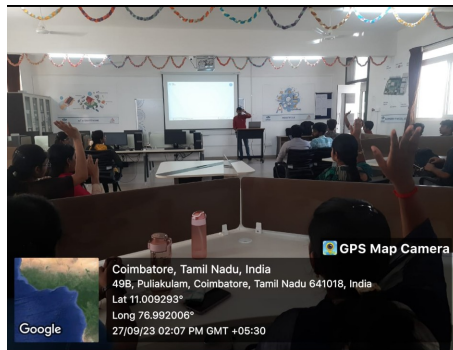 GPS Map Camera
Coimbatore, Tamil Nadu, India
49B, Puliakulam, Coimbatore, Tamil Nadu 641018, India
Lat 11.009293°
Long 76.992006°
27/09/23 02:07 PM GMT +05:30
Google